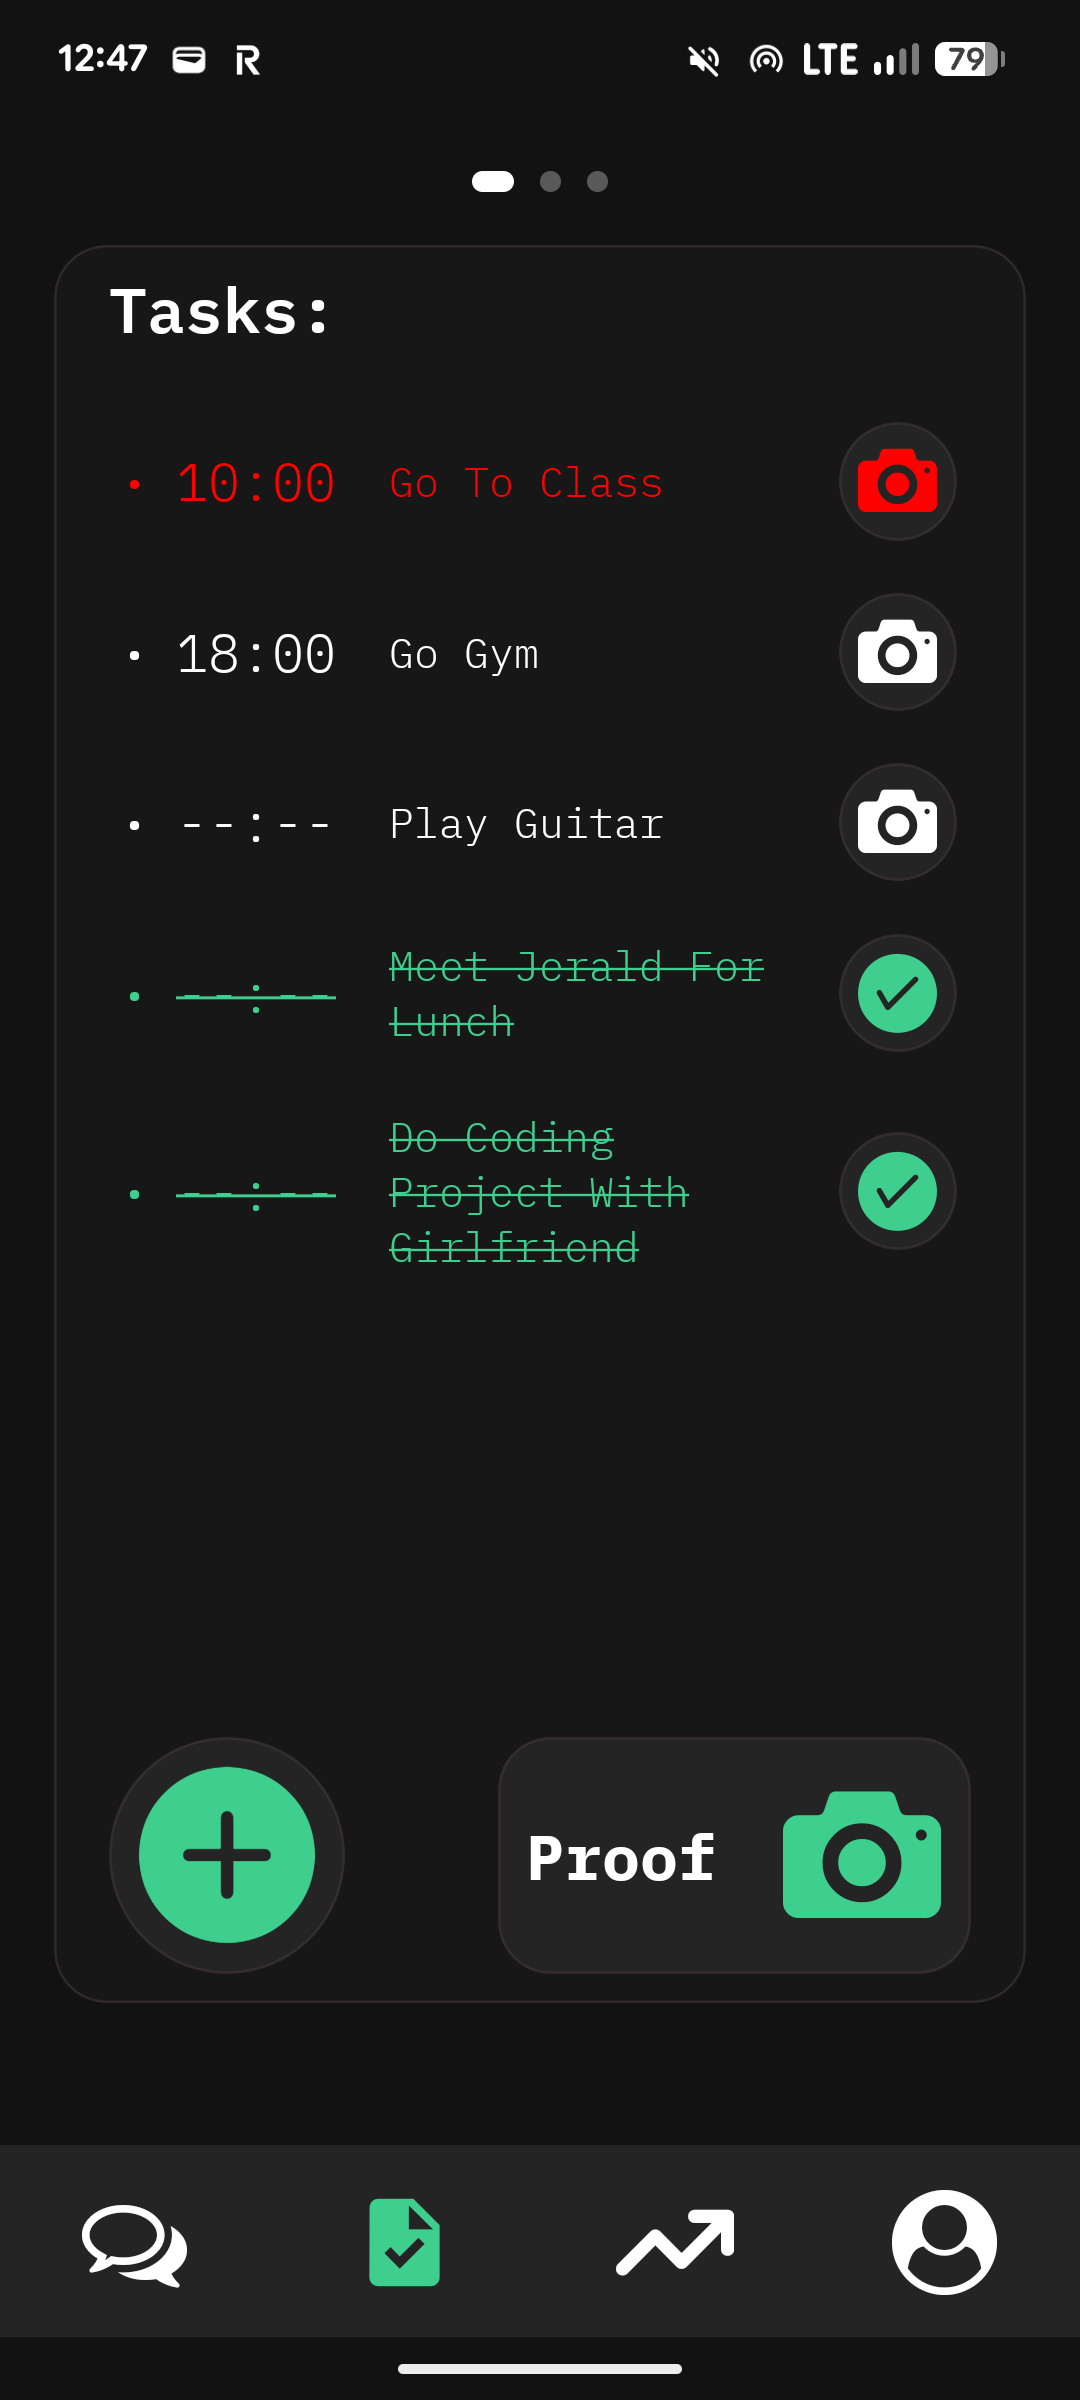 12:47 LTE 79
Tasks:
10:00 Go To Class
18:00 Go Gym
--:-- Play Guitar
--:-- Meet Jerald For
Lunch
Do Coding
--:-- Project With
Girlfriend
Proof